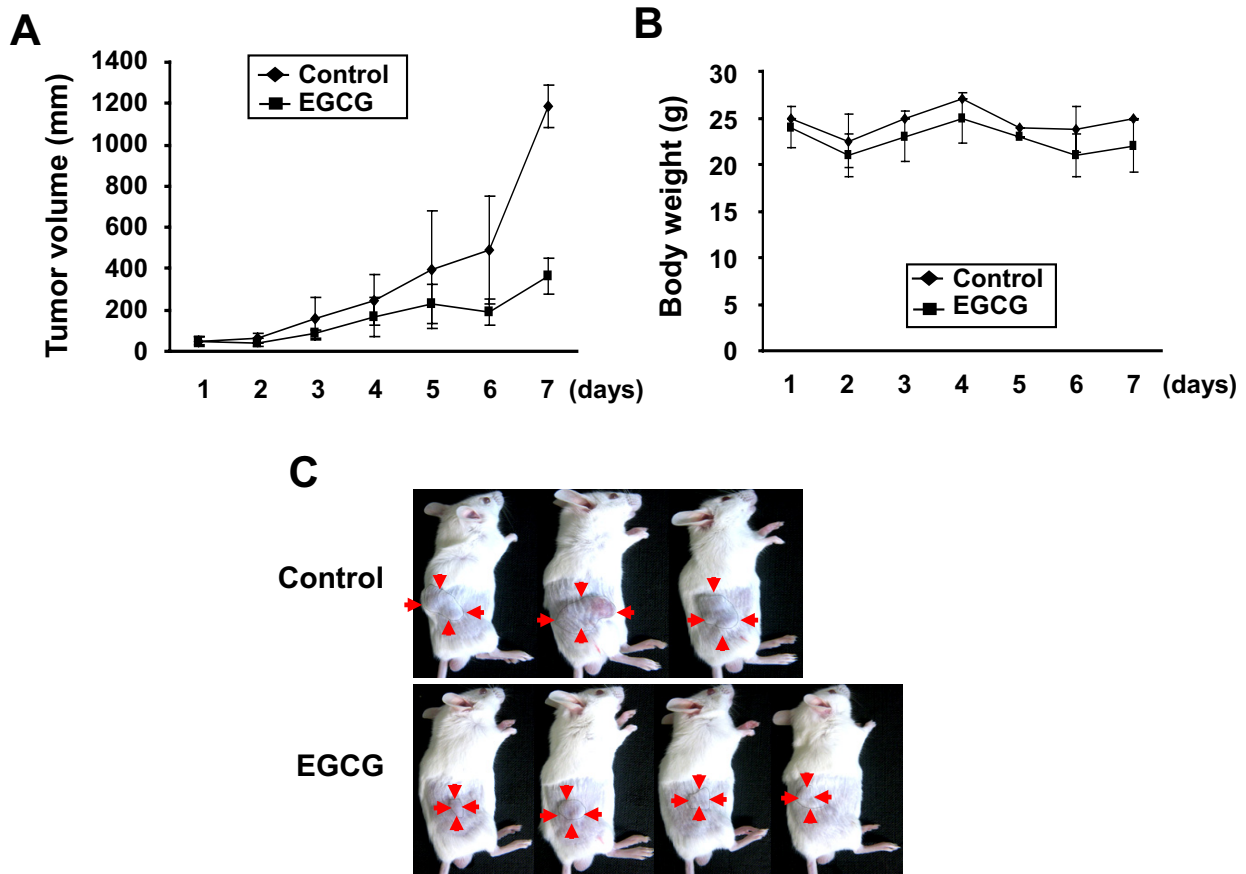 A
Tumor volume (mm)
1400
1200
1000
800
600
400
200
0
Control
EGCG
1 2 3 4 5 6 7 (days)
B
Body weight (g)
30
25
20
15
10
5
0
Control
EGCG
1 2 3 4 5 6 7 (days)
C
Control
EGCG